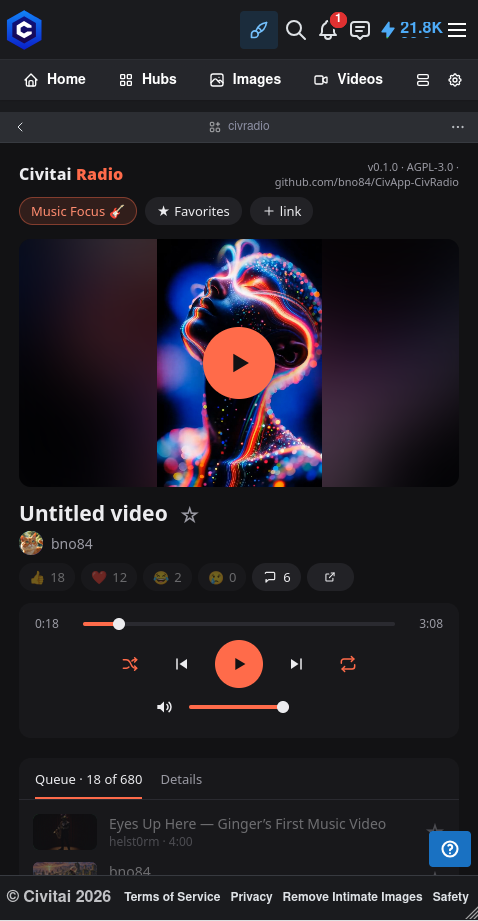 1
21.8K
Home
Hubs
Images
Videos
civradio
Civitai Radio
v0.1.0 · AGPL-3.0 ·
github.com/bno84/CivApp-CivRadio
Music Focus 🎸
★ Favorites
+ link
Untitled video ☆
bno84
👍 18
❤️ 12
😂 2
😢 0
6
0:18
3:08
Queue · 18 of 680
Details
Eyes Up Here — Ginger's First Music Video
helst0rm · 4:00
bno84
© Civitai 2026
Terms of Service
Privacy
Remove Intimate Images
Safety